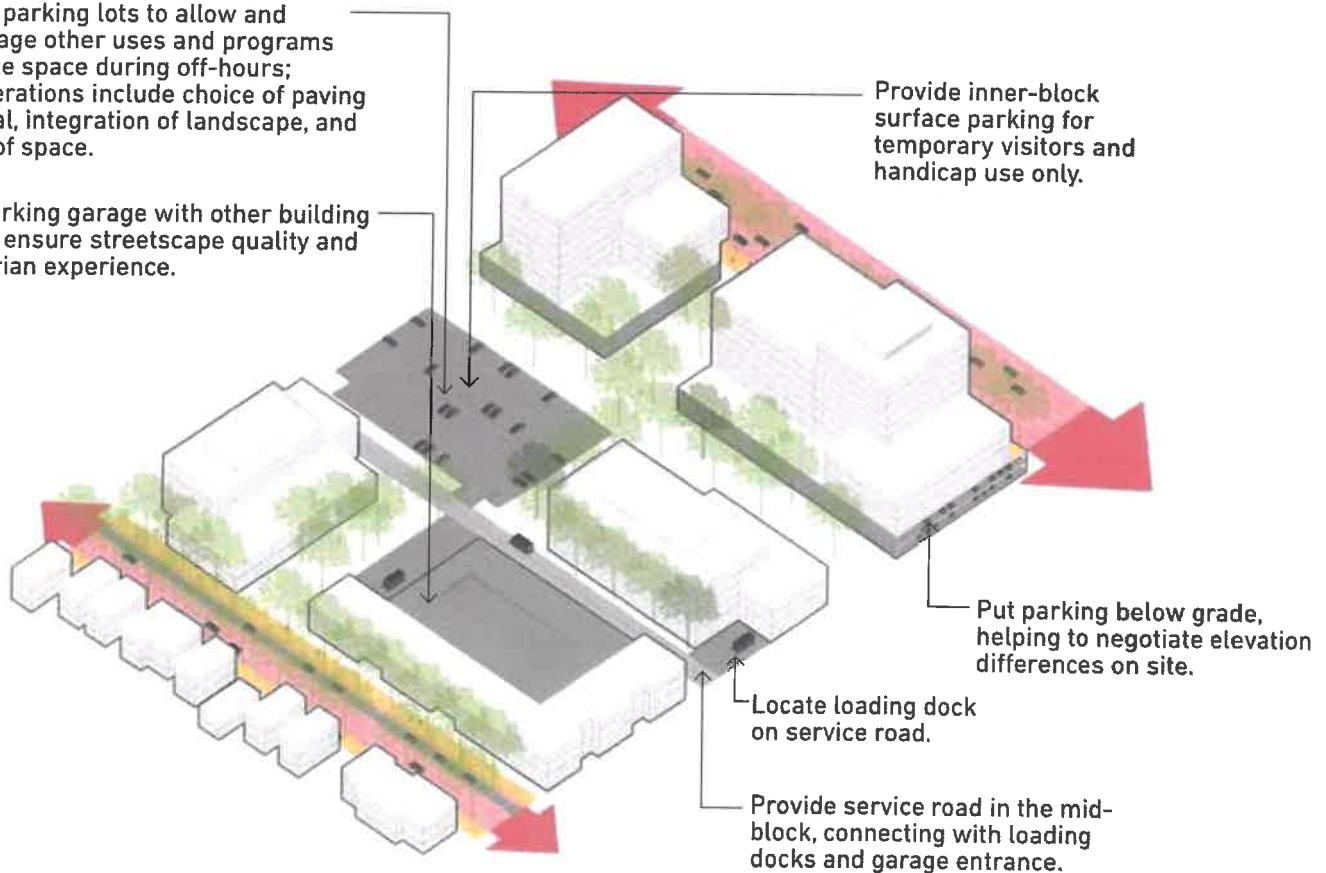 parking lots to allow and
age other uses and programs
e space during off-hours;
erations include choice of paving
al, integration of landscape, and
of space.
rking garage with other building
ensure streetscape quality and
rian experience.
Provide inner-block
surface parking for
temporary visitors and
handicap use only.
Put parking below grade,
helping to negotiate elevation
differences on site.
Locate loading dock
on service road.
Provide service road in the mid-
block, connecting with loading
docks and garage entrance.